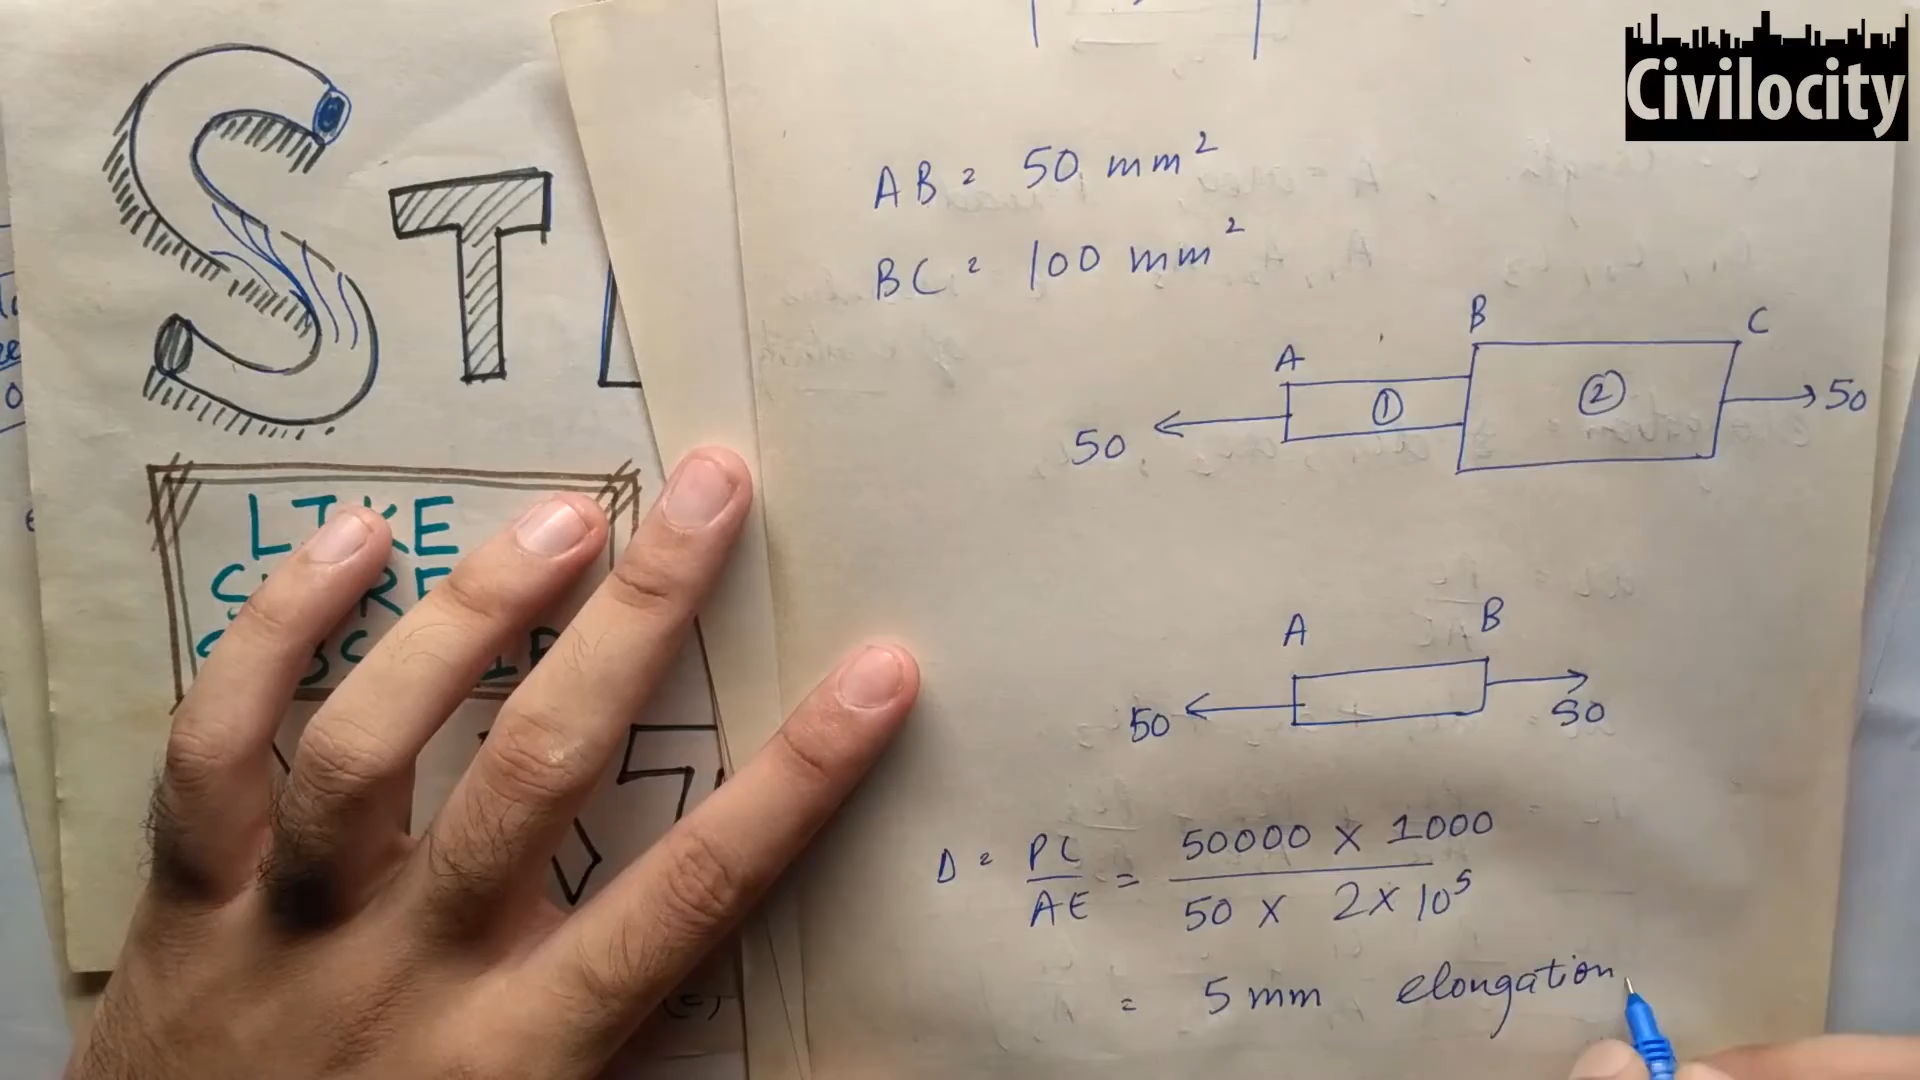 Civilocity
ST
LIKE
AB = 50 mm²
BC = 100 mm²
A B C
① ②
50 50
A B
50 50
D = PL/AE = 50000 x 1000 / 50 x 2 x 10⁵
= 5 mm elongation